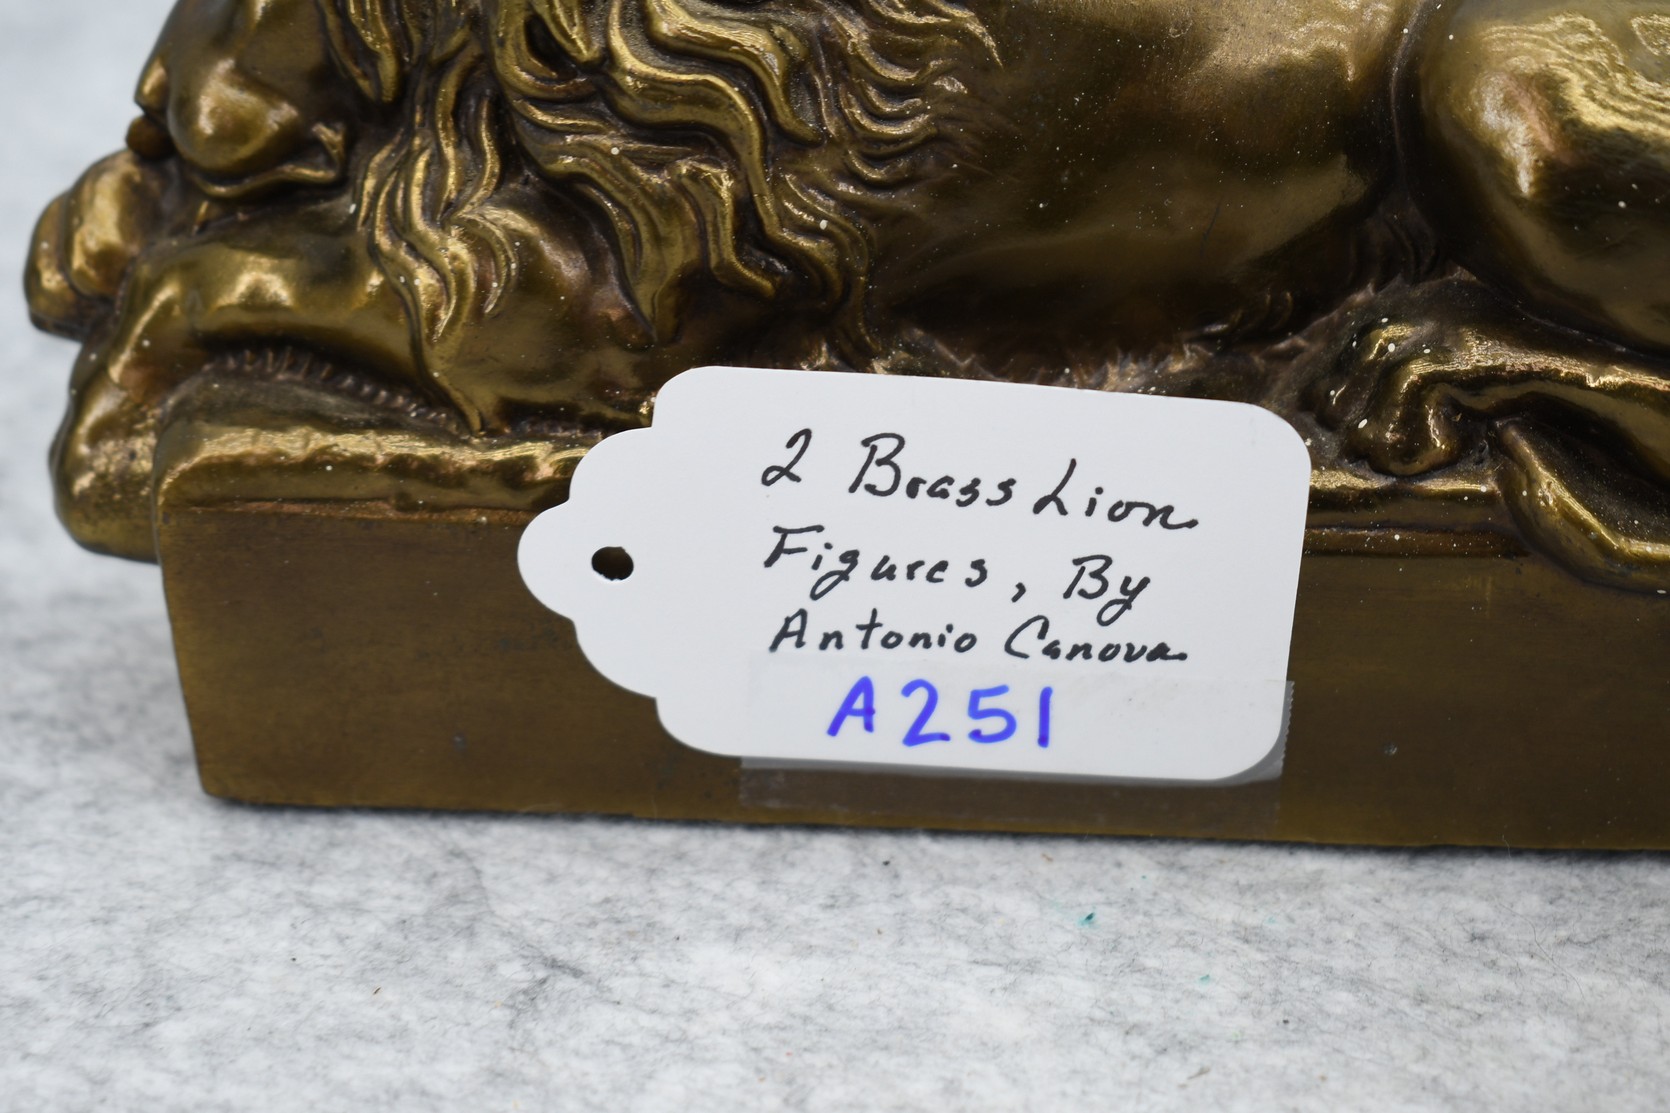 2 Brass Lion
Figures, By
Antonio Canova
A251